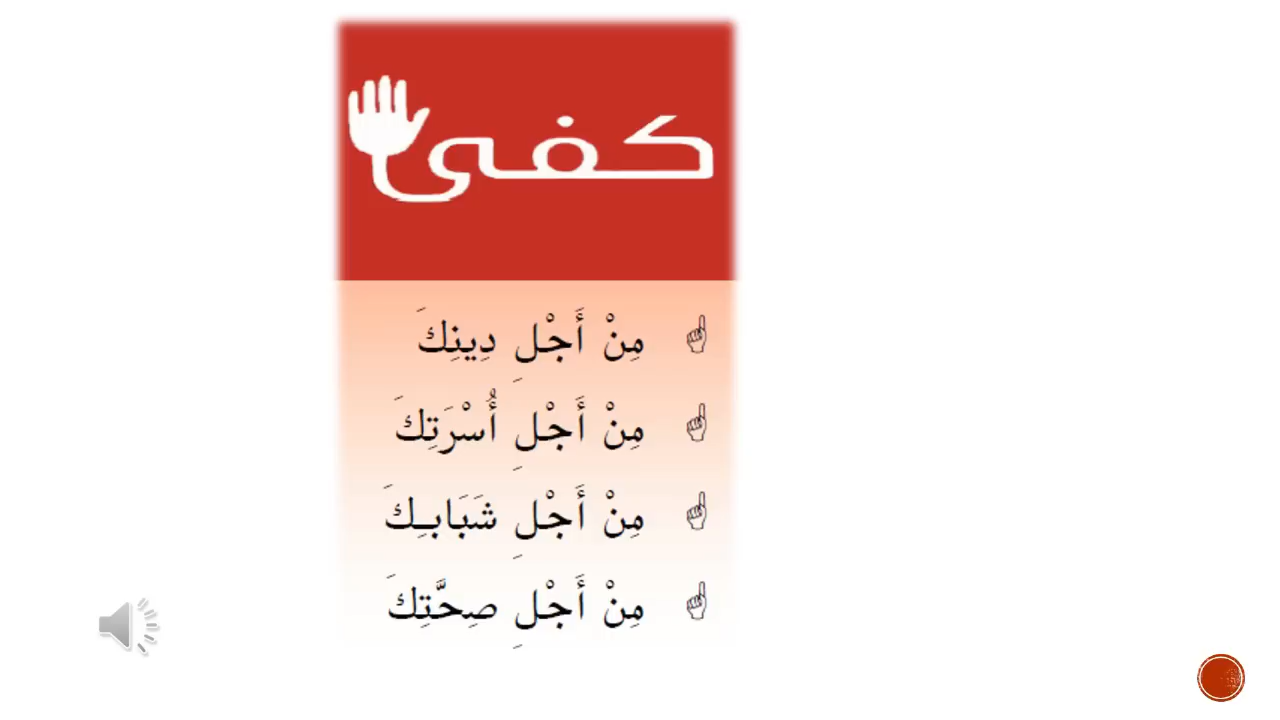 كفى
مِنْ أَجْلِ دِينِكَ
مِنْ أَجْلِ أُسْرَتِكَ
مِنْ أَجْلِ شَبَابِكَ
مِنْ أَجْلِ صِحَّتِكَ